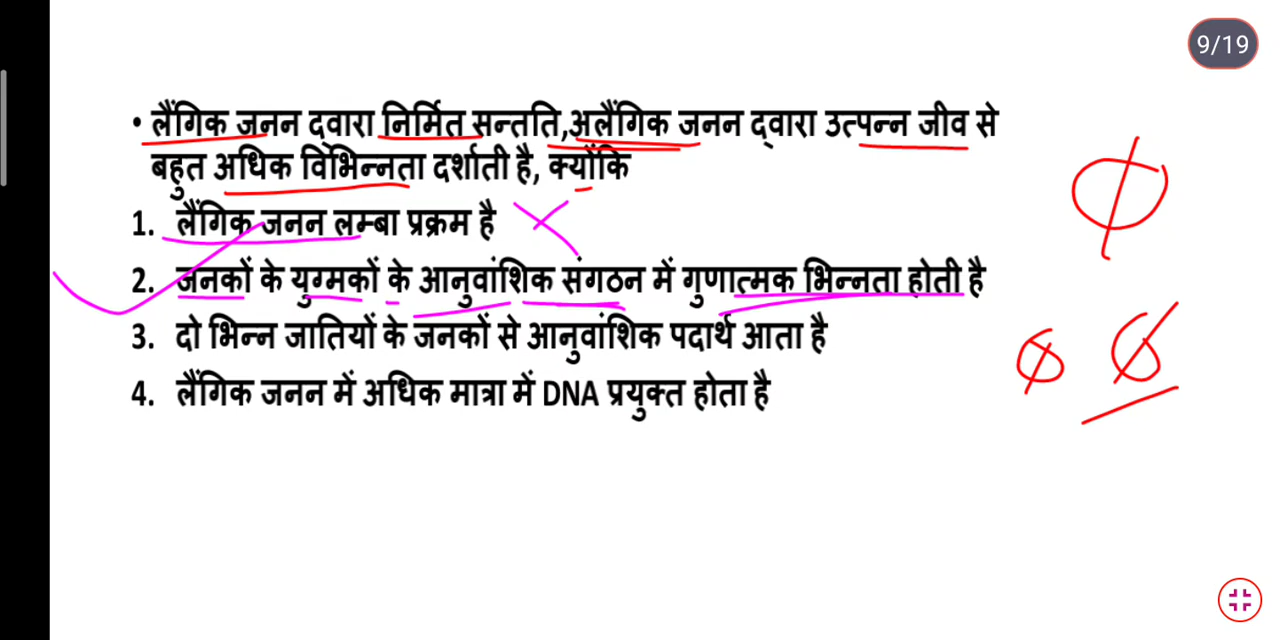 9/19
• लैंगिक जनन द्वारा निर्मित सन्तति,अलैंगिक जनन द्वारा उत्पन्न जीव से
बहुत अधिक विभिन्नता दर्शाती है, क्योंकि
1. लैंगिक जनन लम्बा प्रक्रम है
2. जनकों के युग्मकों के आनुवांशिक संगठन में गुणात्मक भिन्नता होती है
3. दो भिन्न जातियों के जनकों से आनुवांशिक पदार्थ आता है
4. लैंगिक जनन में अधिक मात्रा में DNA प्रयुक्त होता है